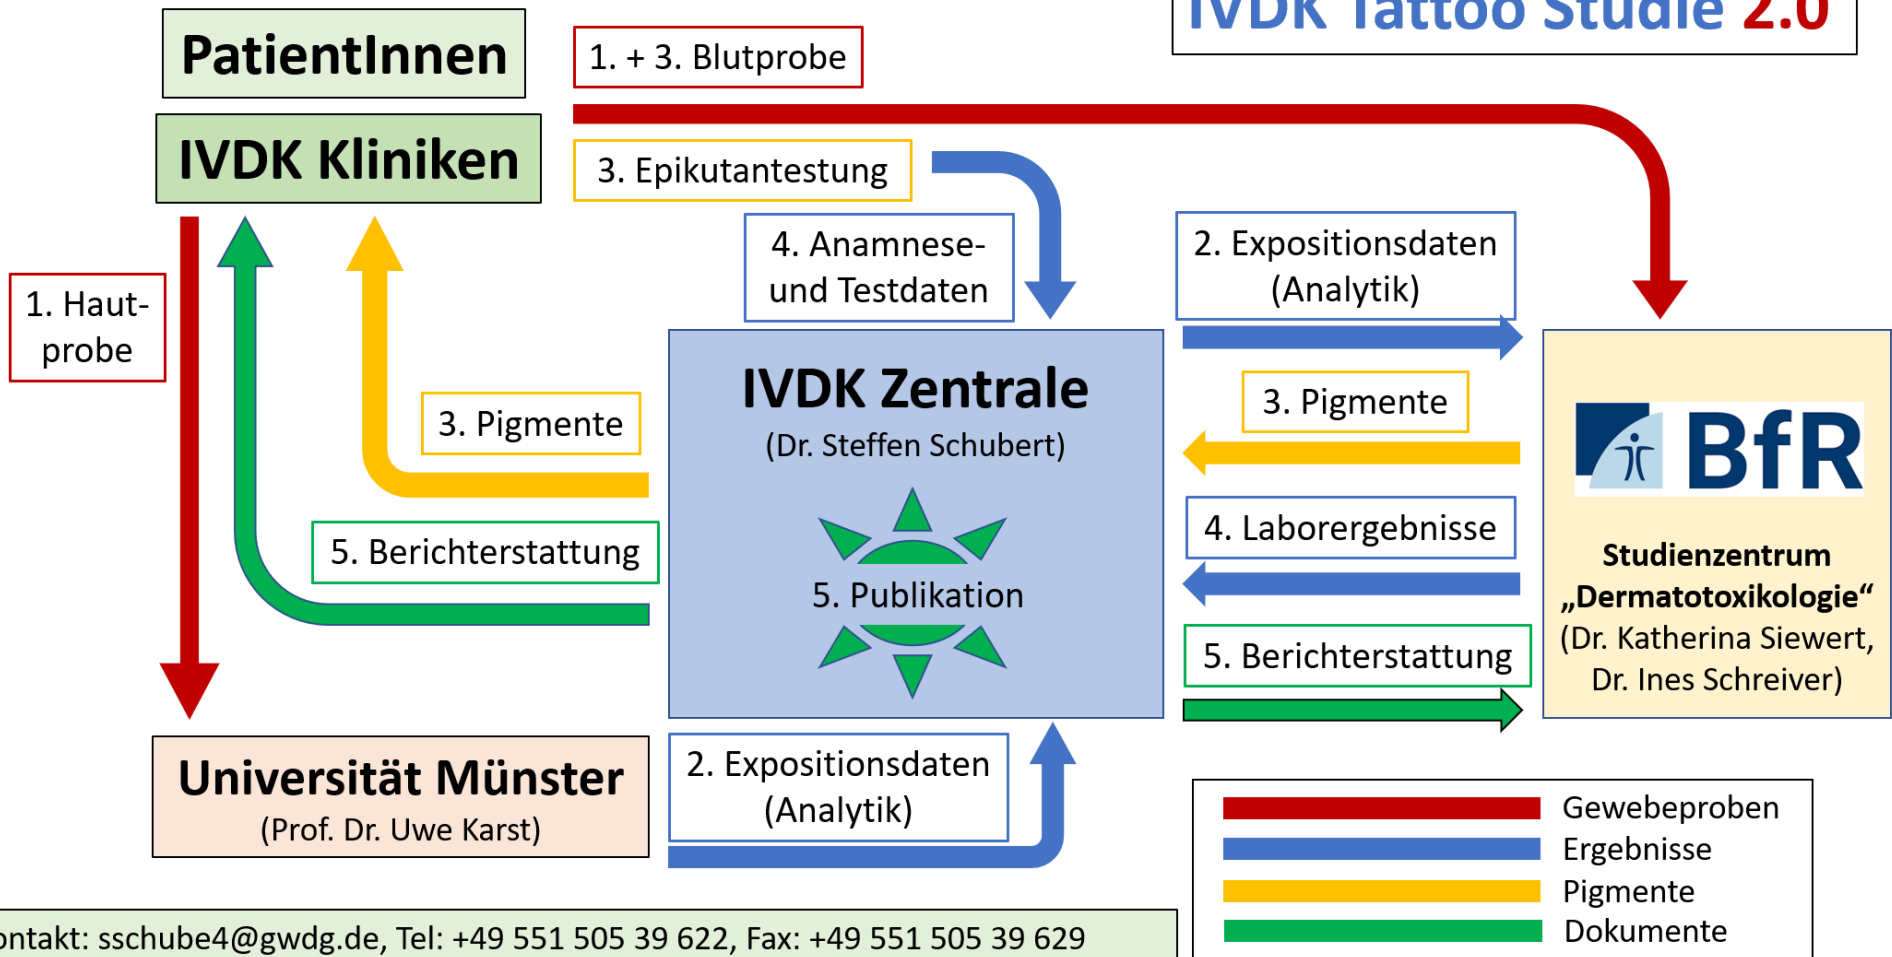 IVDK Tattoo Studie 2.0
PatientInnen
1. + 3. Blutprobe
IVDK Kliniken
3. Epikutantestung
4. Anamnese-
und Testdaten
2. Expositionsdaten
(Analytik)
1. Haut-
probe
IVDK Zentrale
(Dr. Steffen Schubert)
3. Pigmente
3. Pigmente
BfR
4. Laborergebnisse
5. Berichterstattung
Studienzentrum
„Dermatotoxikologie“
(Dr. Katherina Siewert,
Dr. Ines Schreiver)
5. Publikation
5. Berichterstattung
Universität Münster
(Prof. Dr. Uwe Karst)
2. Expositionsdaten
(Analytik)
Gewebeproben
Ergebnisse
Pigmente
Dokumente
ontakt: sschube4@gwdg.de, Tel: +49 551 505 39 622, Fax: +49 551 505 39 629